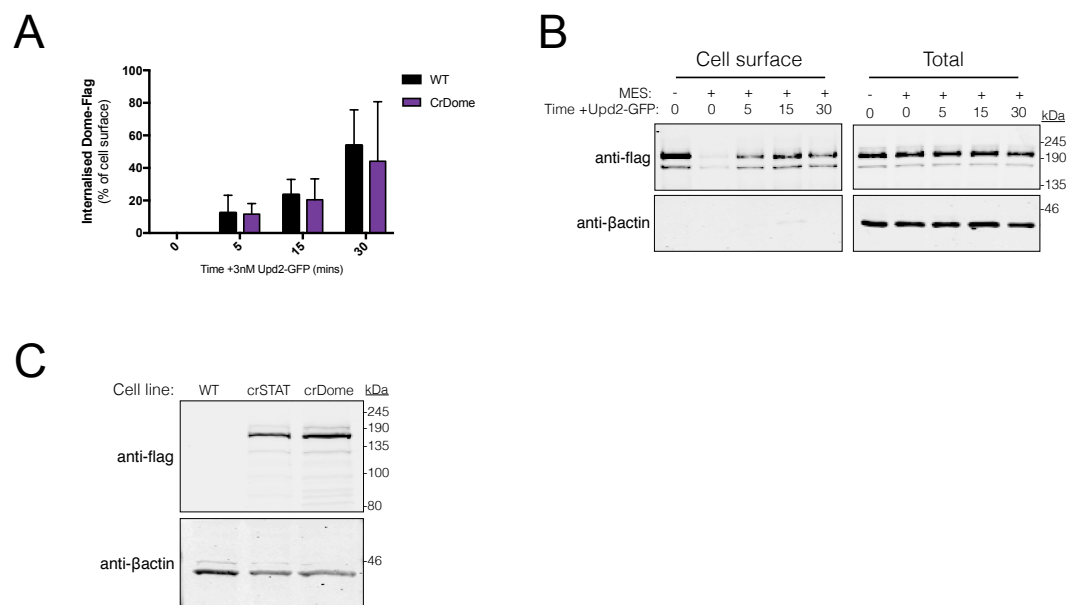 A
Internalised Dome-Flag
(% of cell surface)
100
80
60
40
20
0
0
5
15
30
Time +3nM Upd2-GFP (mins)
WT
CrDome
B
Cell surface
Total
MES: - + + + + - + + + +
Time +Upd2-GFP: 0 0 5 15 30 0 0 5 15 30 kDa
anti-flag
245
190
135
anti-βactin
46
C
Cell line: WT crSTAT crDome kDa
anti-flag
245
190
135
100
80
anti-βactin
46